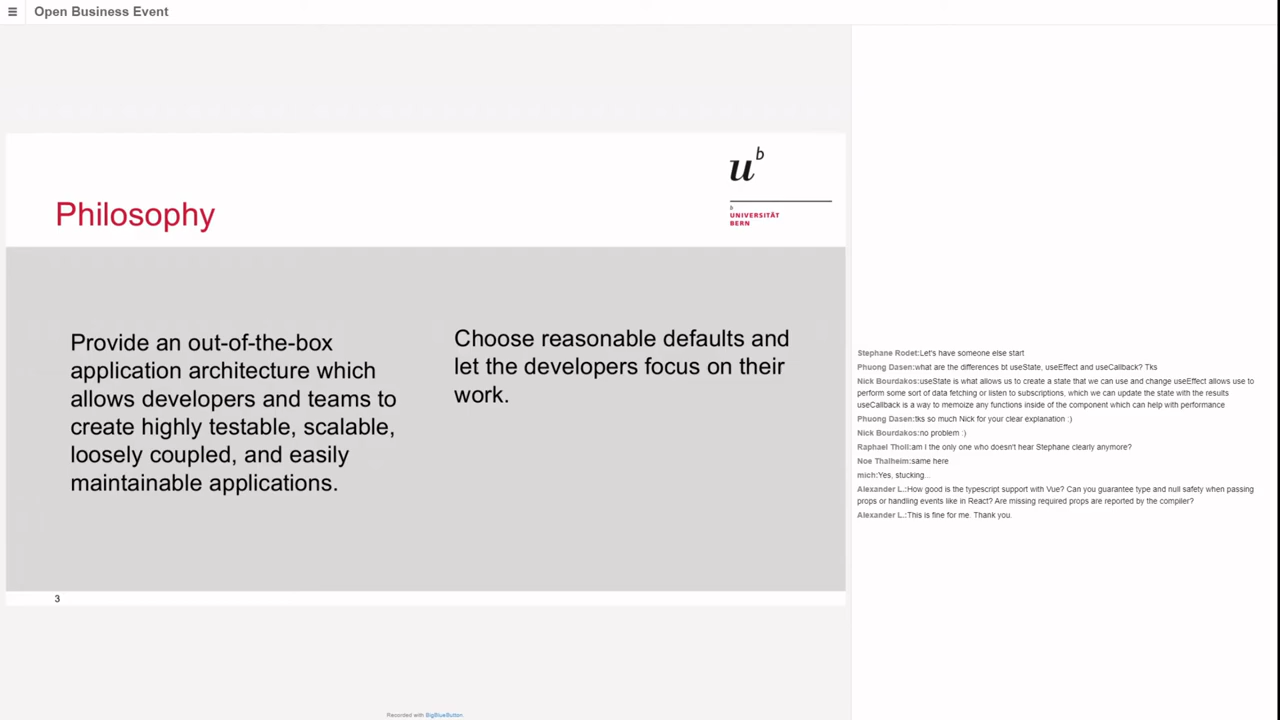 ☰ Open Business Event
Philosophy
u b
b
UNIVERSITÄT
BERN
Provide an out-of-the-box
application architecture which
allows developers and teams to
create highly testable, scalable,
loosely coupled, and easily
maintainable applications.
Choose reasonable defaults and
let the developers focus on their
work.
3
Stephane Rodet:Let's have someone else start
Phuong Dasen:what are the differences bt useState, useEffect and useCallback? Tks
Nick Bourdakos:useState is what allows us to create a state that we can use and change useEffect allows use to
perform some sort of data fetching or listen to subscriptions, which we can update the state with the results
useCallback is a way to memoize any functions inside of the component which can help with performance
Phuong Dasen:tks so much Nick for your clear explanation :)
Nick Bourdakos:no problem :)
Raphael Tholl:am I the only one who doesn't hear Stephane clearly anymore?
Noe Thalheim:same here
mich:Yes, stucking...
Alexander L.:How good is the typescript support with Vue? Can you guarantee type and null safety when passing
props or handling events like in React? Are missing required props are reported by the compiler?
Alexander L.:This is fine for me. Thank you.
Recorded with BigBlueButton.